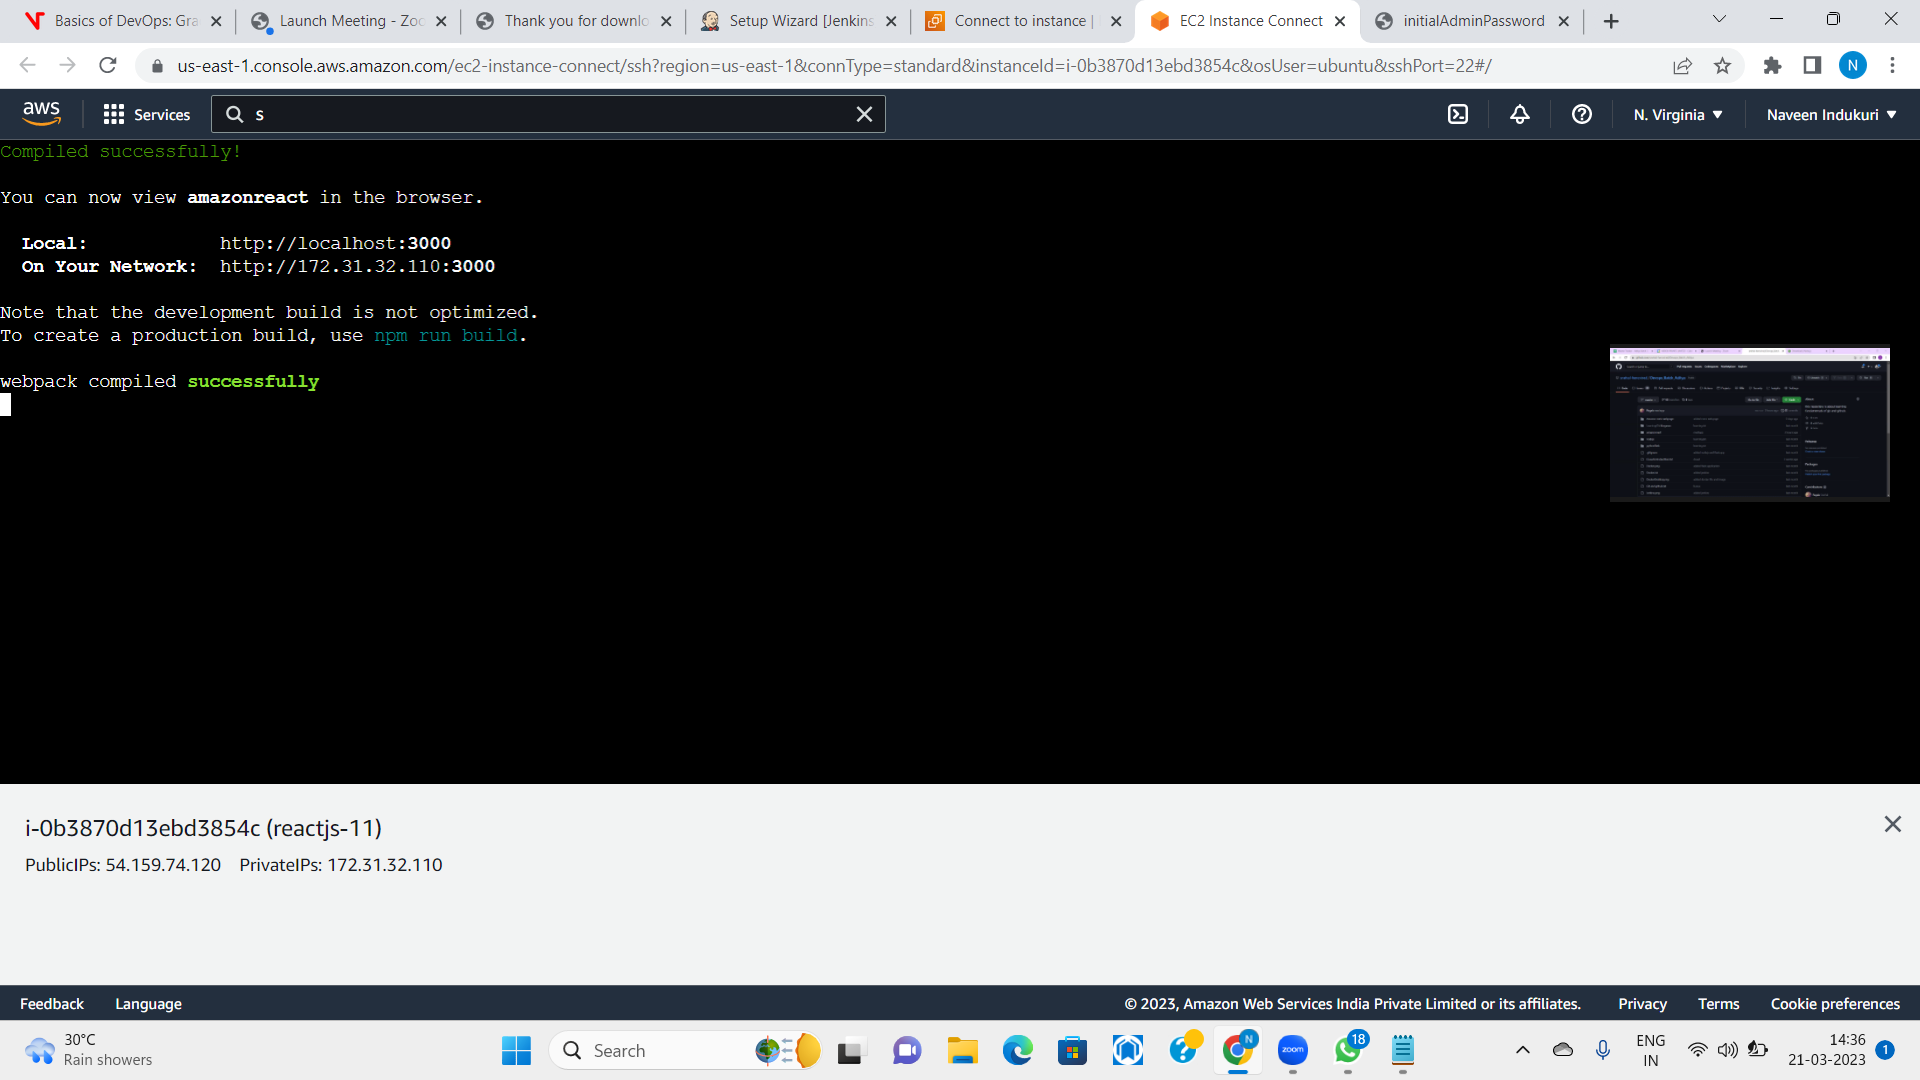 Basics of DevOps: Gra
Launch Meeting - Zoo
Thank you for downlo
Setup Wizard [Jenkins
Connect to instance |
EC2 Instance Connect
initialAdminPassword
us-east-1.console.aws.amazon.com/ec2-instance-connect/ssh?region=us-east-1&connType=standard&instanceId=i-0b3870d13ebd3854c&osUser=ubuntu&sshPort=22#/
N
aws
Services
s
N. Virginia
Naveen Indukuri
Compiled successfully!
You can now view amazonreact in the browser.
Local: http://localhost:3000
On Your Network: http://172.31.32.110:3000
Note that the development build is not optimized.
To create a production build, use npm run build.
webpack compiled successfully
i-0b3870d13ebd3854c (reactjs-11)
PublicIPs: 54.159.74.120 PrivateIPs: 172.31.32.110
Feedback
Language
© 2023, Amazon Web Services India Private Limited or its affiliates.
Privacy
Terms
Cookie preferences
30°C
Rain showers
Search
N
zoom
18
ENG
IN
14:36
21-03-2023
1